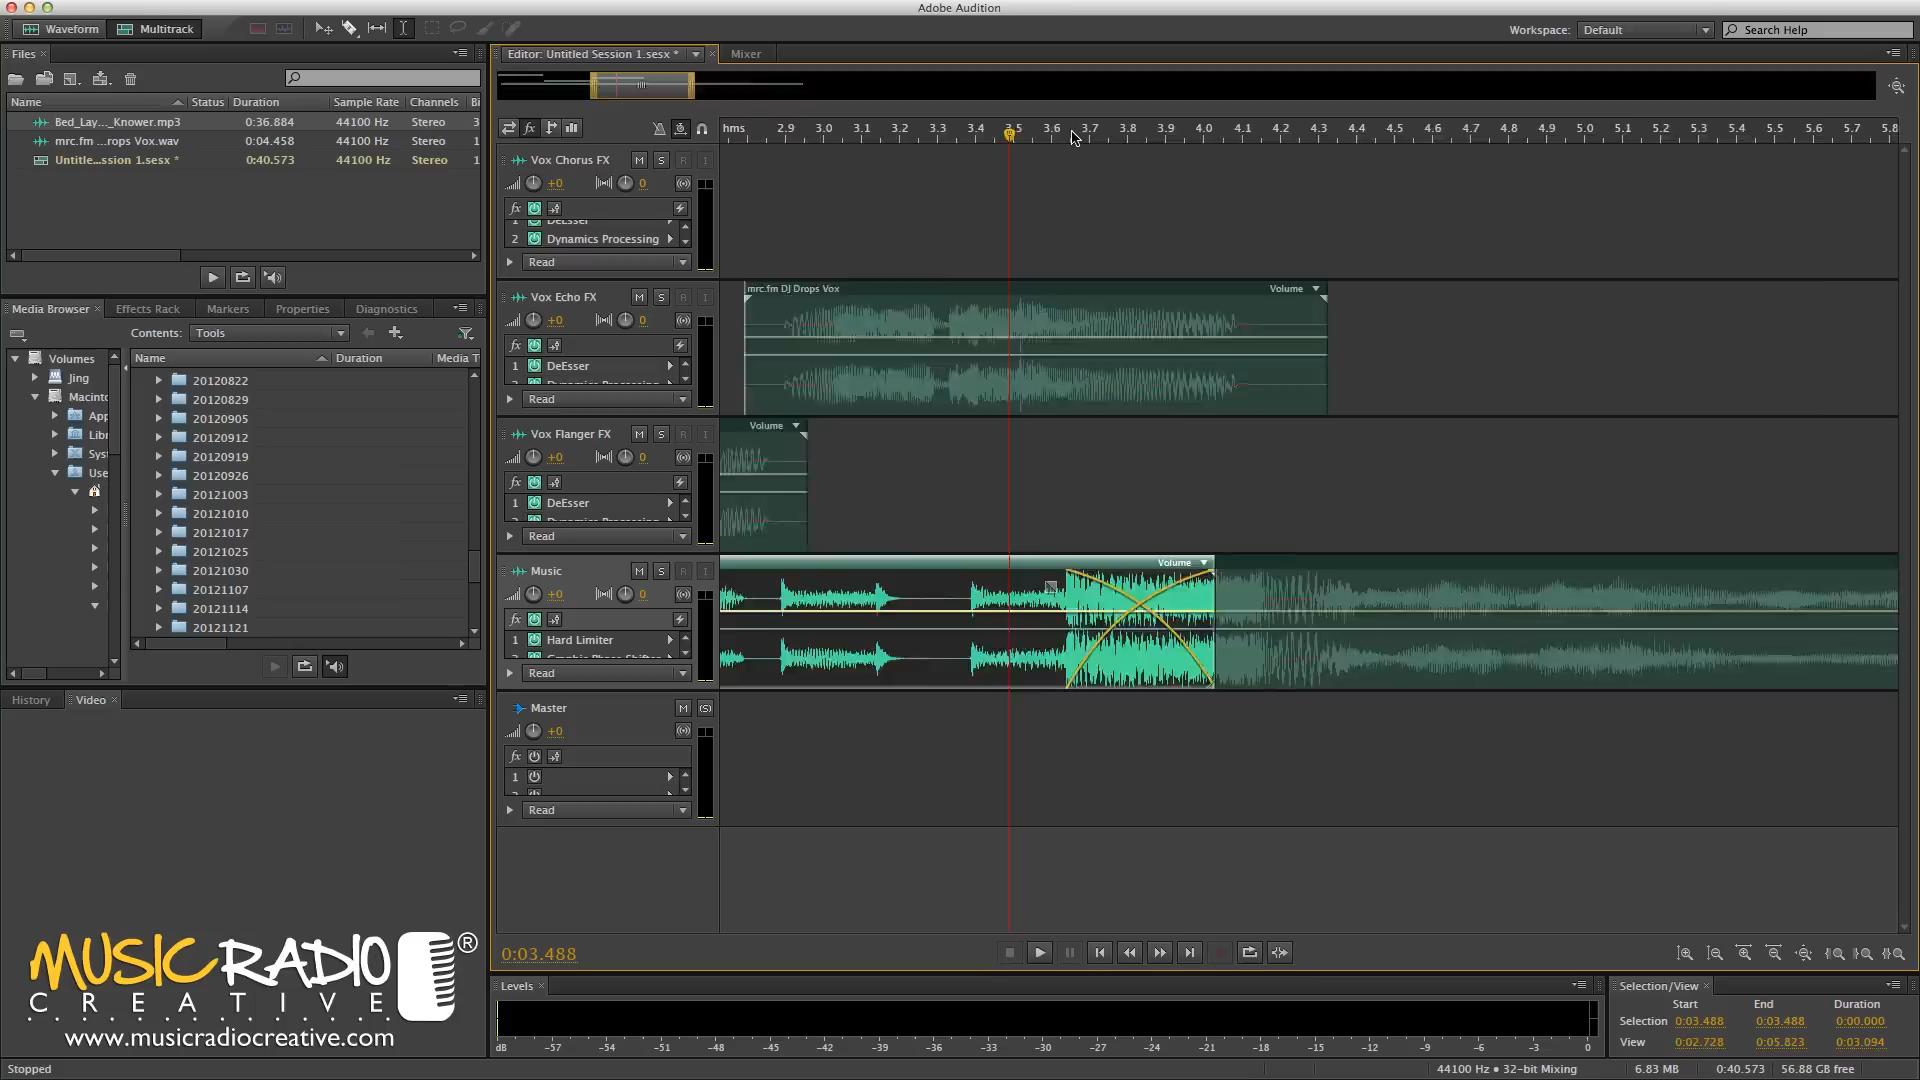 Adobe Audition
Waveform
Multitrack
Workspace: Default
Search Help
Files
Name Status Duration Sample Rate Channels Bi
Bed_Lay..._Knower.mp3 0:36.884 44100 Hz Stereo 3
mrc.fm ...rops Vox.wav 0:04.458 44100 Hz Stereo 1
Untitle...ssion 1.sesx * 0:40.573 44100 Hz Stereo
Media Browser Effects Rack Markers Properties Diagnostics
Contents: Tools
Volumes
Jing
Macinto
App
Libr
Sys
Use
Name Duration Media T
20120822
20120829
20120905
20120912
20120919
20120926
20121003
20121010
20121017
20121025
20121030
20121107
20121114
20121121
History Video
MUSIC RADIO ®
CREATIVE
www.musicradiocreative.com
Editor: Untitled Session 1.sesx * Mixer
fx
hms 2.9 3.0 3.1 3.2 3.3 3.4 3.5 3.6 3.7 3.8 3.9 4.0 4.1 4.2 4.3 4.4 4.5 4.6 4.7 4.8 4.9 5.0 5.1 5.2 5.3 5.4 5.5 5.6 5.7 5.8
Vox Chorus FX M S R I
+0 0
fx
1 DeEsser
2 Dynamics Processing
Read
Vox Echo FX M S R I
+0 0
fx
1 DeEsser
Dynamics Processing
Read
mrc.fm DJ Drops Vox Volume
Vox Flanger FX M S R I
+0 0
fx
1 DeEsser
Dynamics Processing
Read
Volume
Music M S R I
+0 0
fx
1 Hard Limiter
Graphic Phase Shifter
Read
Volume
Master M (S)
+0
fx
1
Read
0:03.488
Levels
dB -57 -54 -51 -48 -45 -42 -39 -36 -33 -30 -27 -24 -21 -18 -15 -12 -9 -6 -3 0
Selection/View
Start End Duration
Selection 0:03.488 0:03.488 0:00.000
View 0:02.728 0:05.823 0:03.094
Stopped
44100 Hz • 32-bit Mixing 6.83 MB 0:40.573 56.88 GB free